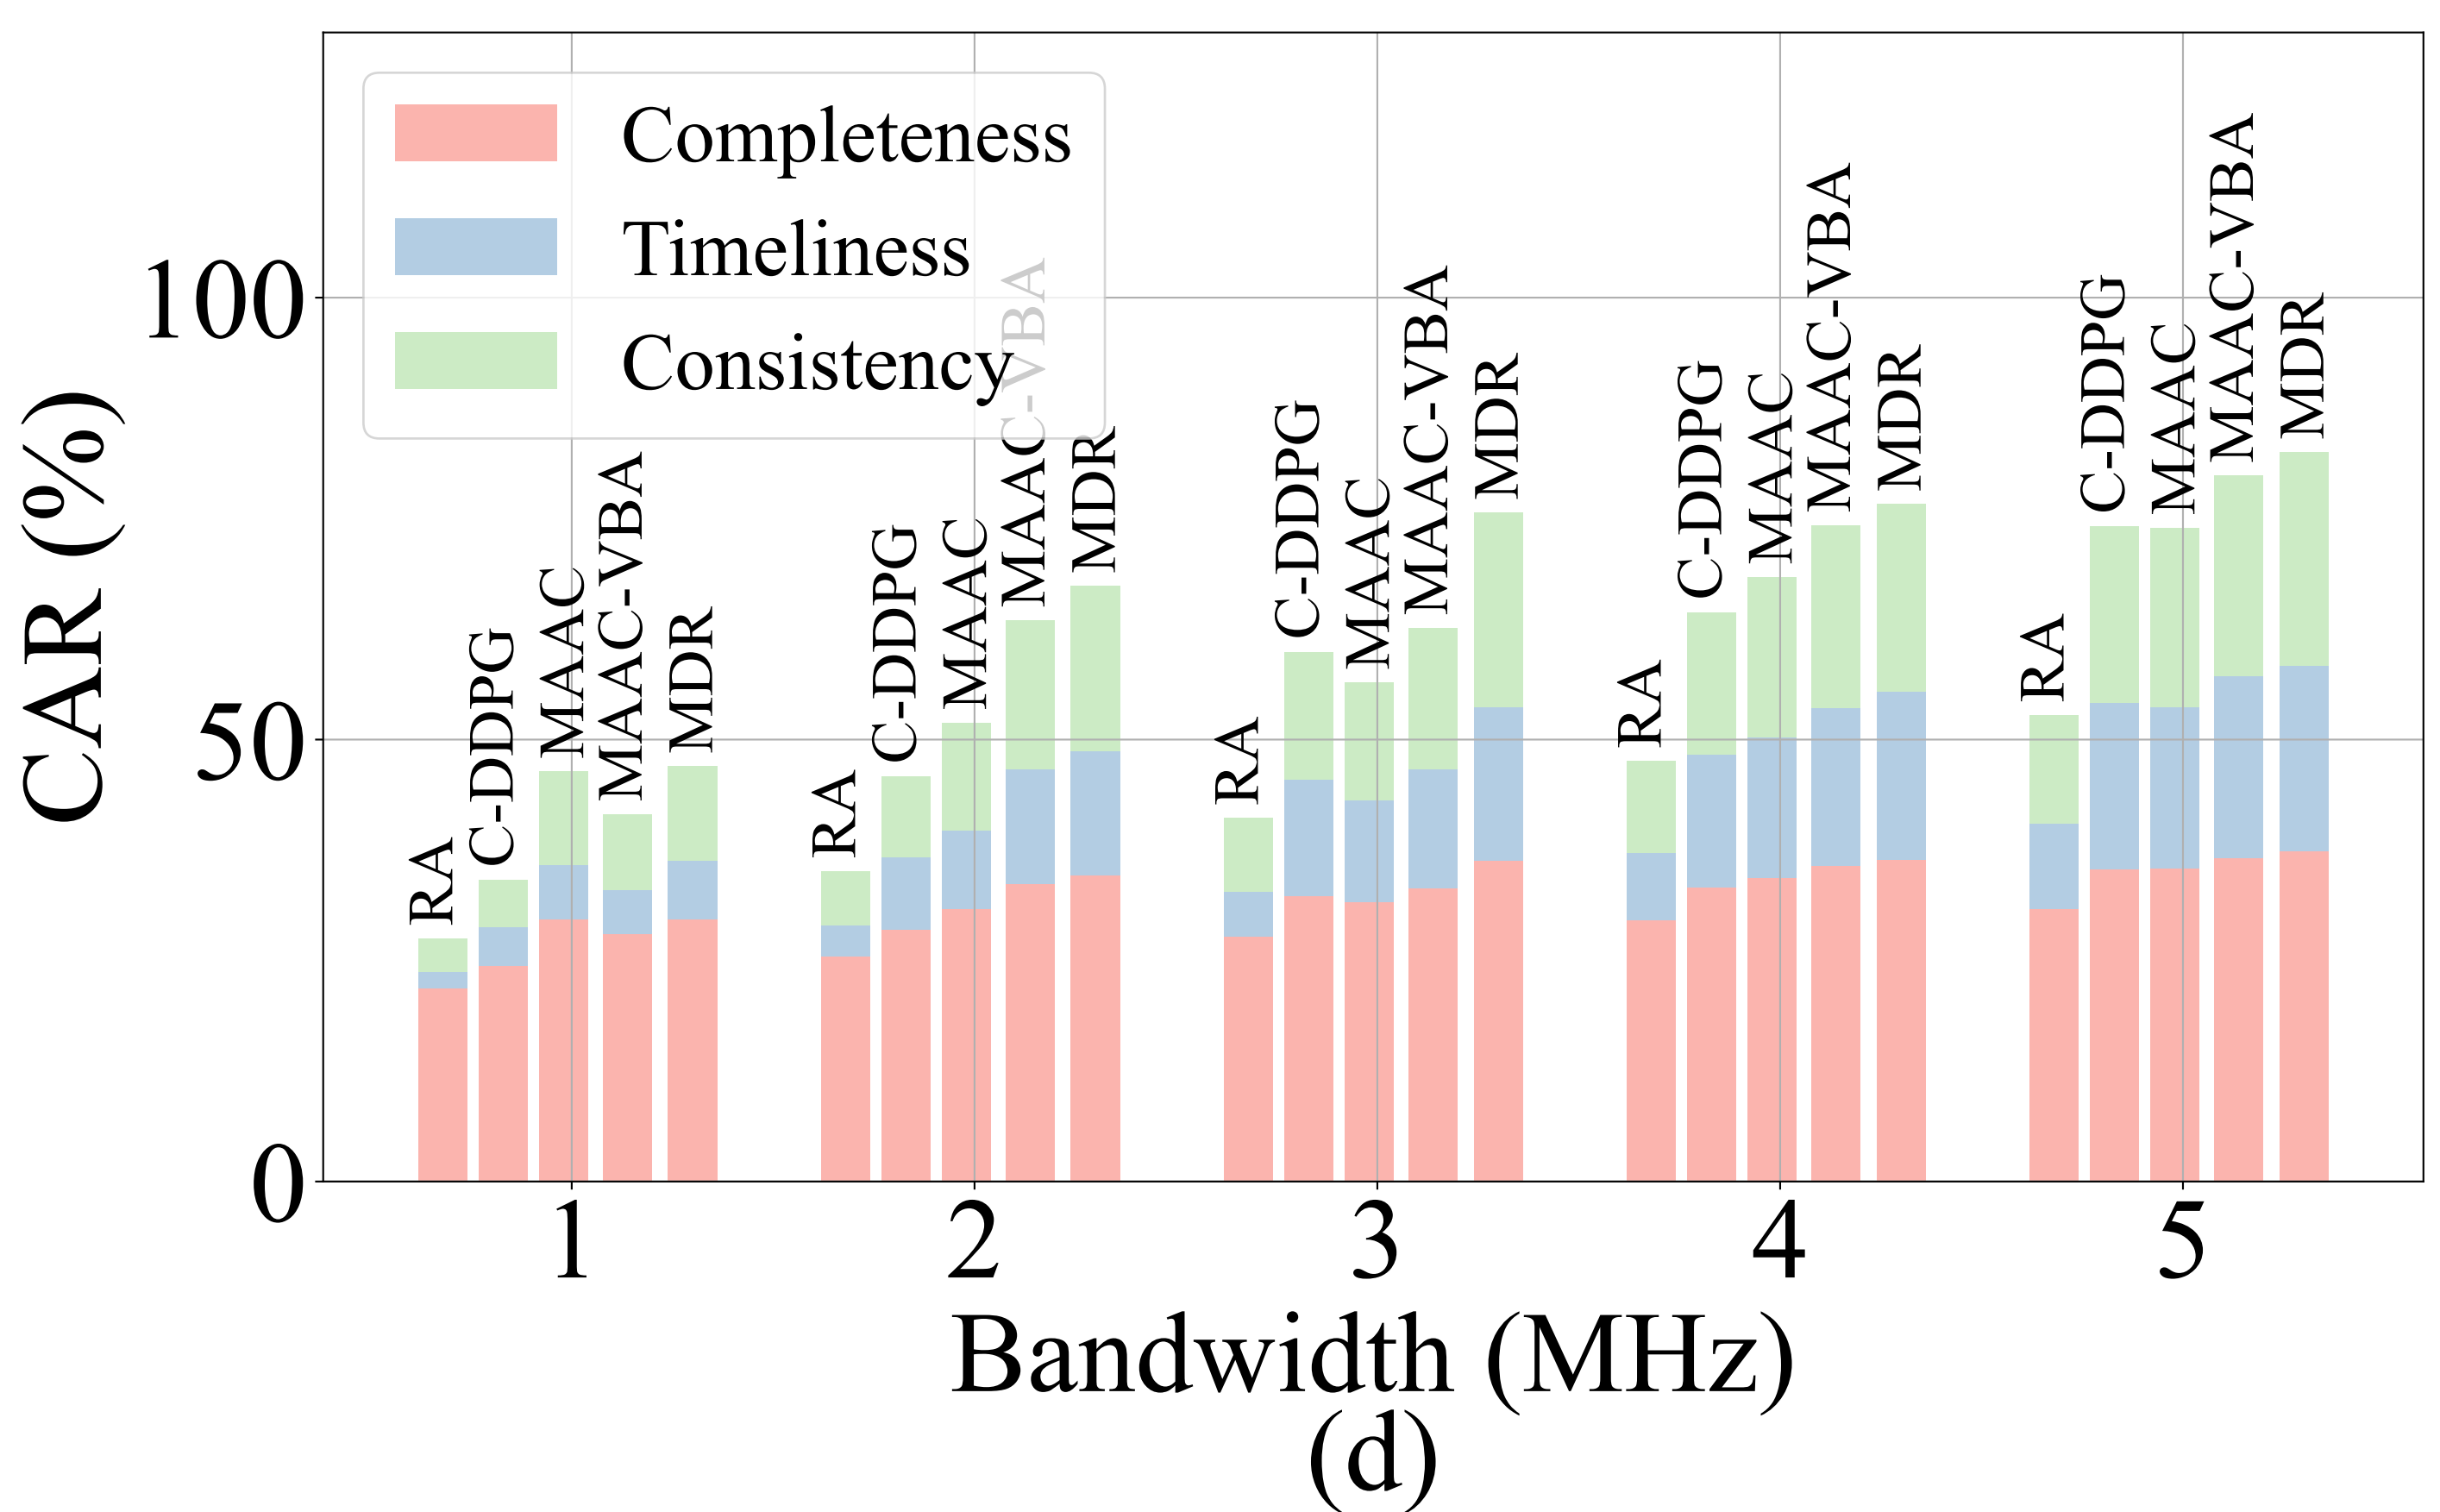 CAR (%)
100
50
0
Completeness
Timeliness
Consistency
RA
C-DDPG
MAAC
MAAC-VBA
MDR
RA
C-DDPG
MAAC
MAAC-VBA
MDR
RA
C-DDPG
MAAC
MAAC-VBA
MDR
RA
C-DDPG
MAAC
MAAC-VBA
MDR
RA
C-DDPG
MAAC
MAAC-VBA
MDR
1 2 3 4 5
Bandwidth (MHz)
(d)